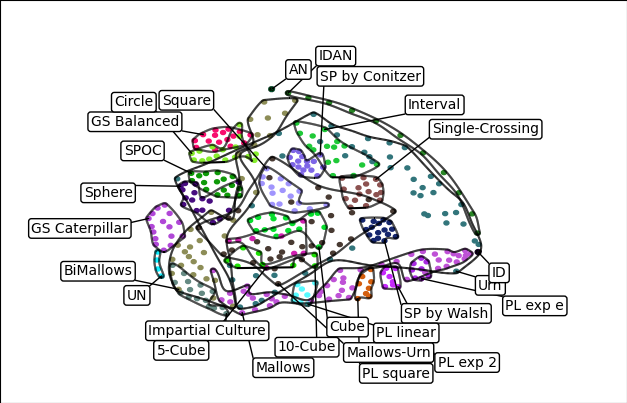 IDAN
AN
SP by Conitzer
Circle
Square
Interval
GS Balanced
Single-Crossing
SPOC
Sphere
GS Caterpillar
BiMallows
ID
Urn
UN
PL exp e
SP by Walsh
Impartial Culture
Cube
PL linear
5-Cube
10-Cube
Mallows-Urn
Mallows
PL exp 2
PL square